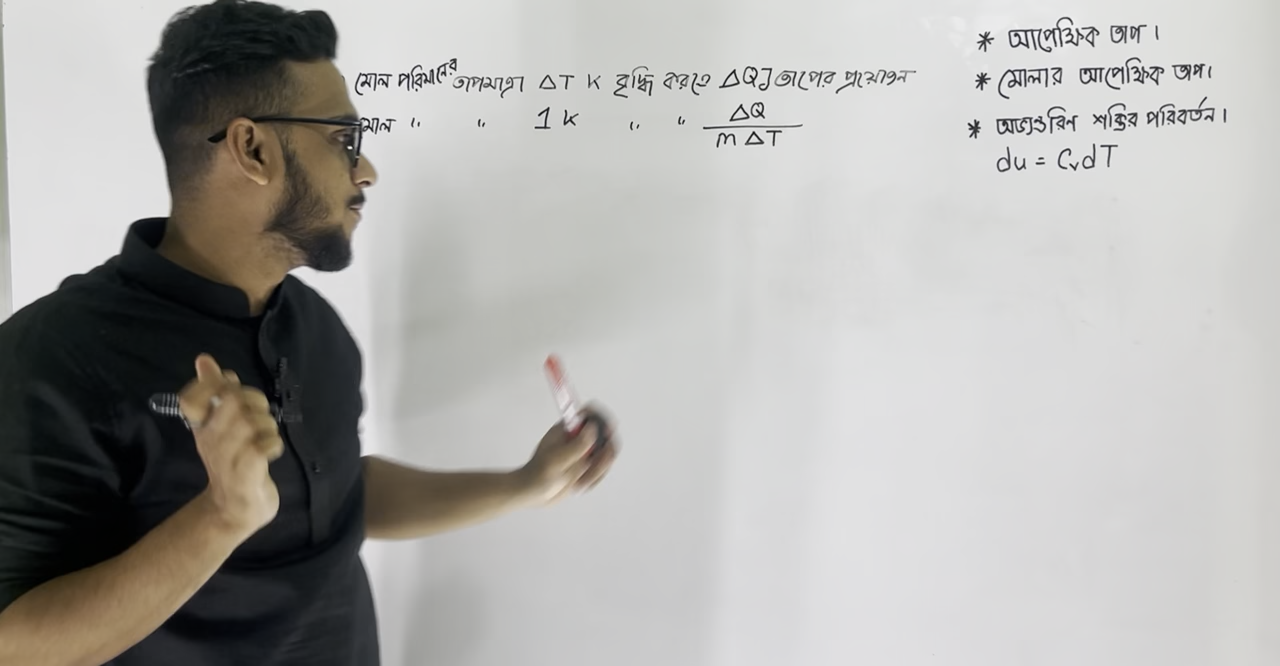 মোল পরিমানের তাপমাত্রা ΔT K বৃদ্ধি করতে ΔQ J তাপের প্রয়োজন
মোল " " 1 K " " ΔQ / m ΔT
* আপেক্ষিক তাপ।
* মোলার আপেক্ষিক তাপ।
* অভ্যন্তরিণ শক্তির পরিবর্তন।
du = CvdT